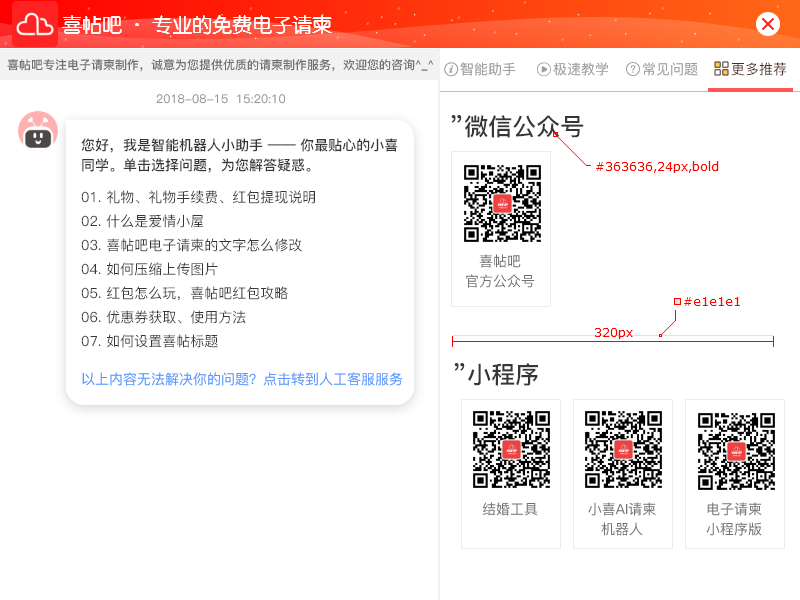 喜帖吧 · 专业的免费电子请柬
喜帖吧专注电子请柬制作，诚意为您提供优质的请柬制作服务，欢迎您的咨询^_^
2018-08-15 15:20:10
您好，我是智能机器人小助手 —— 你最贴心的小喜
同学。单击选择问题，为您解答疑惑。
01. 礼物、礼物手续费、红包提现说明
02. 什么是爱情小屋
03. 喜帖吧电子请柬的文字怎么修改
04. 如何压缩上传图片
05. 红包怎么玩，喜帖吧红包攻略
06. 优惠券获取、使用方法
07. 如何设置喜帖标题
以上内容无法解决你的问题？点击转到人工客服服务
智能助手 极速教学 常见问题 更多推荐
”微信公众号
#363636,24px,bold
喜帖吧
官方公众号
#e1e1e1
320px
”小程序
结婚工具
小喜AI请柬
机器人
电子请柬
小程序版